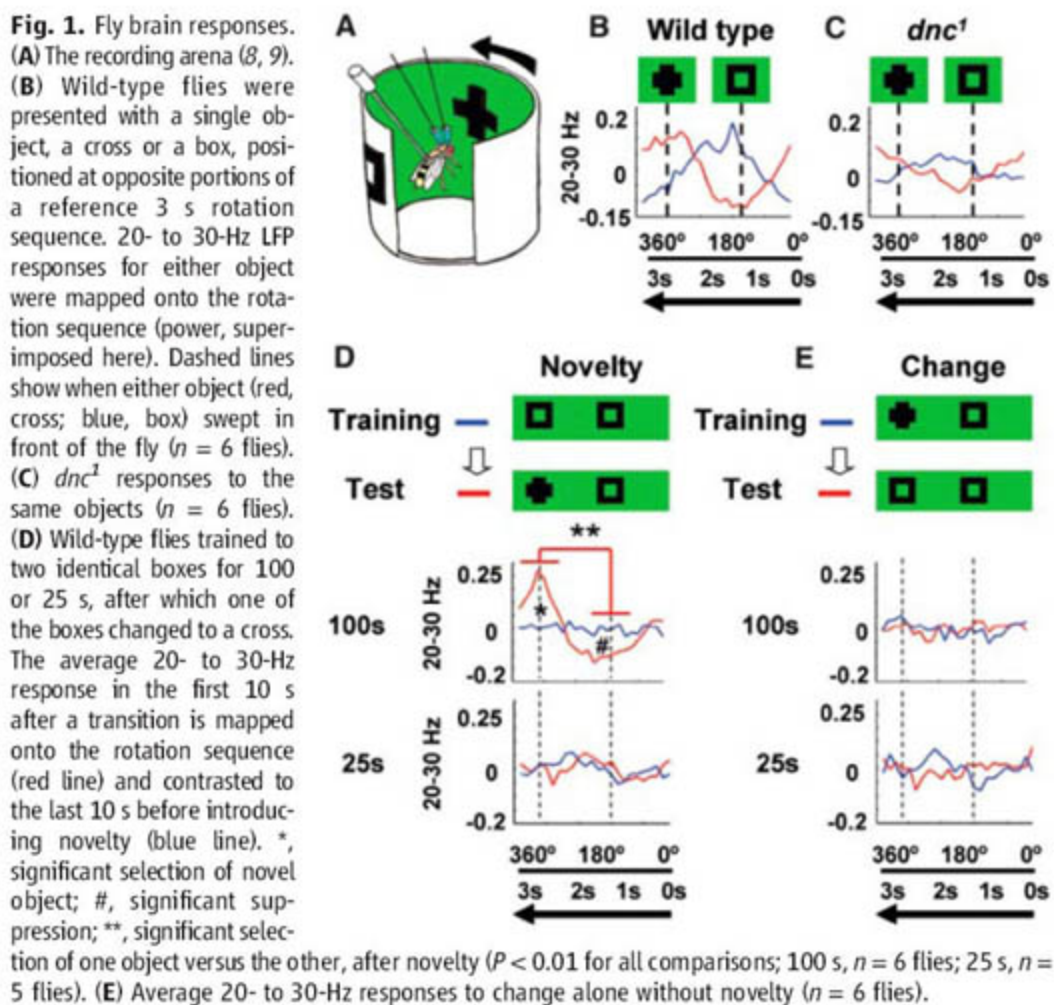 Fig. 1. Fly brain responses.
(A) The recording arena (8, 9).
(B) Wild-type flies were
presented with a single ob-
ject, a cross or a box, posi-
tioned at opposite portions of
a reference 3 s rotation
sequence. 20- to 30-Hz LFP
responses for either object
were mapped onto the rota-
tion sequence (power, super-
imposed here). Dashed lines
show when either object (red,
cross; blue, box) swept in
front of the fly (n = 6 flies).
(C) dnc¹ responses to the
same objects (n = 6 flies).
(D) Wild-type flies trained to
two identical boxes for 100
or 25 s, after which one of
the boxes changed to a cross.
The average 20- to 30-Hz
response in the first 10 s
after a transition is mapped
onto the rotation sequence
(red line) and contrasted to
the last 10 s before introduc-
ing novelty (blue line). *,
significant selection of novel
object; #, significant sup-
pression; **, significant selec-
tion of one object versus the other, after novelty (P < 0.01 for all comparisons; 100 s, n = 6 flies; 25 s, n =
5 flies). (E) Average 20- to 30-Hz responses to change alone without novelty (n = 6 flies).
A
B Wild type
20-30 Hz
0.2
0
-0.15
360º 180º 0º
3s 2s 1s 0s
C dnc¹
0.2
0
-0.15
360º 180º 0º
3s 2s 1s 0s
D Novelty
Training
Test
**
100s
20-30 Hz
0.25
0
-0.2
*
#
25s
20-30 Hz
0.25
0
-0.2
360º 180º 0º
3s 2s 1s 0s
E Change
Training
Test
100s
0.25
0
-0.2
25s
0.25
0
-0.2
360º 180º 0º
3s 2s 1s 0s